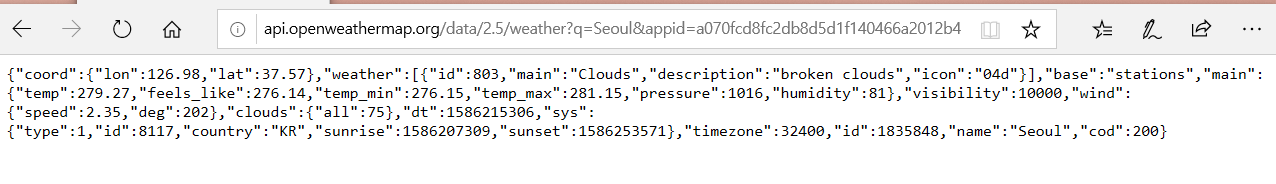 api.openweathermap.org/data/2.5/weather?q=Seoul&appid=a070fcd8fc2db8d5d1f140466a2012b4
{"coord":{"lon":126.98,"lat":37.57},"weather":[{"id":803,"main":"Clouds","description":"broken clouds","icon":"04d"}],"base":"stations","main":
{"temp":279.27,"feels_like":276.14,"temp_min":276.15,"temp_max":281.15,"pressure":1016,"humidity":81},"visibility":10000,"wind":
{"speed":2.35,"deg":202},"clouds":{"all":75},"dt":1586215306,"sys":
{"type":1,"id":8117,"country":"KR","sunrise":1586207309,"sunset":1586253571},"timezone":32400,"id":1835848,"name":"Seoul","cod":200}